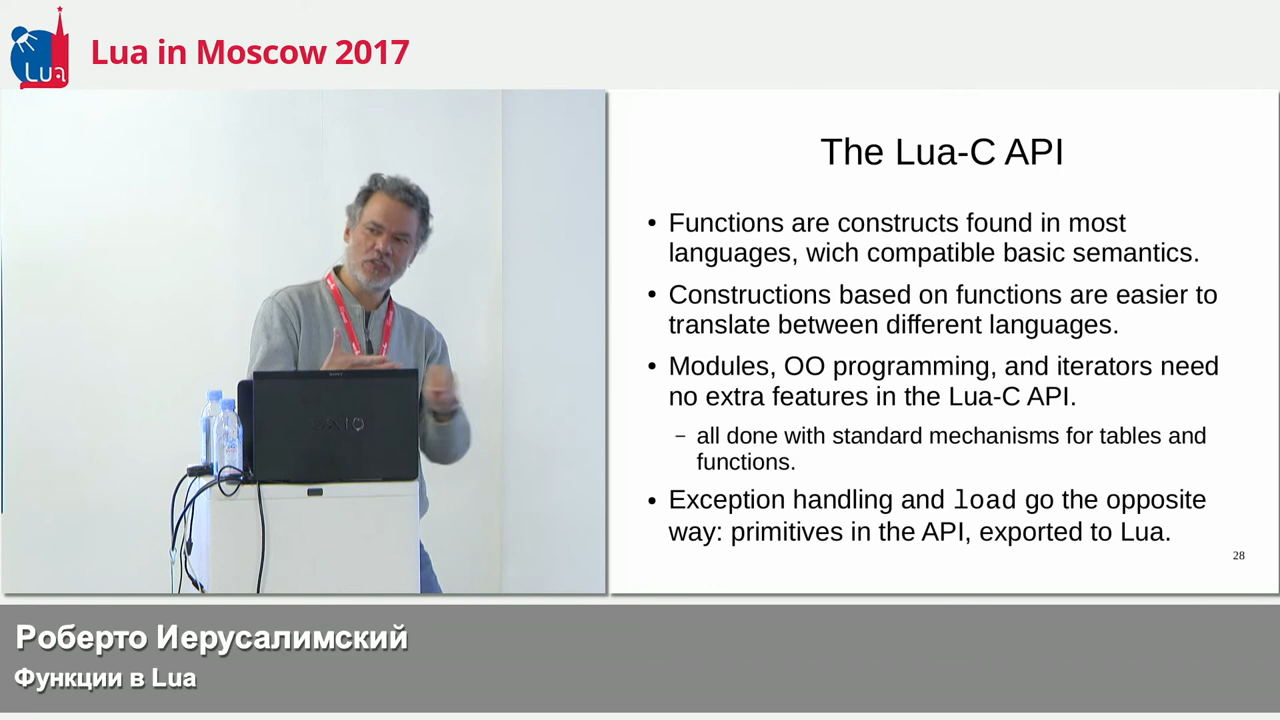 Lua
Lua in Moscow 2017
The Lua-C API
• Functions are constructs found in most
languages, wich compatible basic semantics.
• Constructions based on functions are easier to
translate between different languages.
• Modules, OO programming, and iterators need
no extra features in the Lua-C API.
– all done with standard mechanisms for tables and
functions.
• Exception handling and load go the opposite
way: primitives in the API, exported to Lua.
28
SONY
VAIO
Роберто Иерусалимский
Функции в Lua